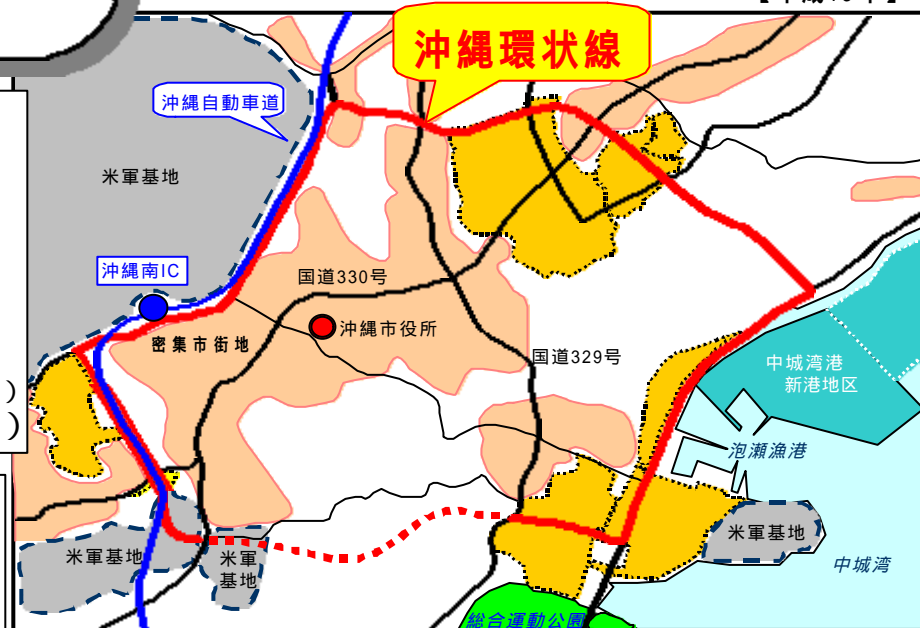 沖縄環状線
沖縄自動車道
米軍基地
沖縄南IC
国道330号
密集市街地
沖縄市役所
国道329号
中城湾港
新港地区
)
)
泡瀬漁港
米軍基地
米軍基地
米軍
基地
中城湾
総合運動公園